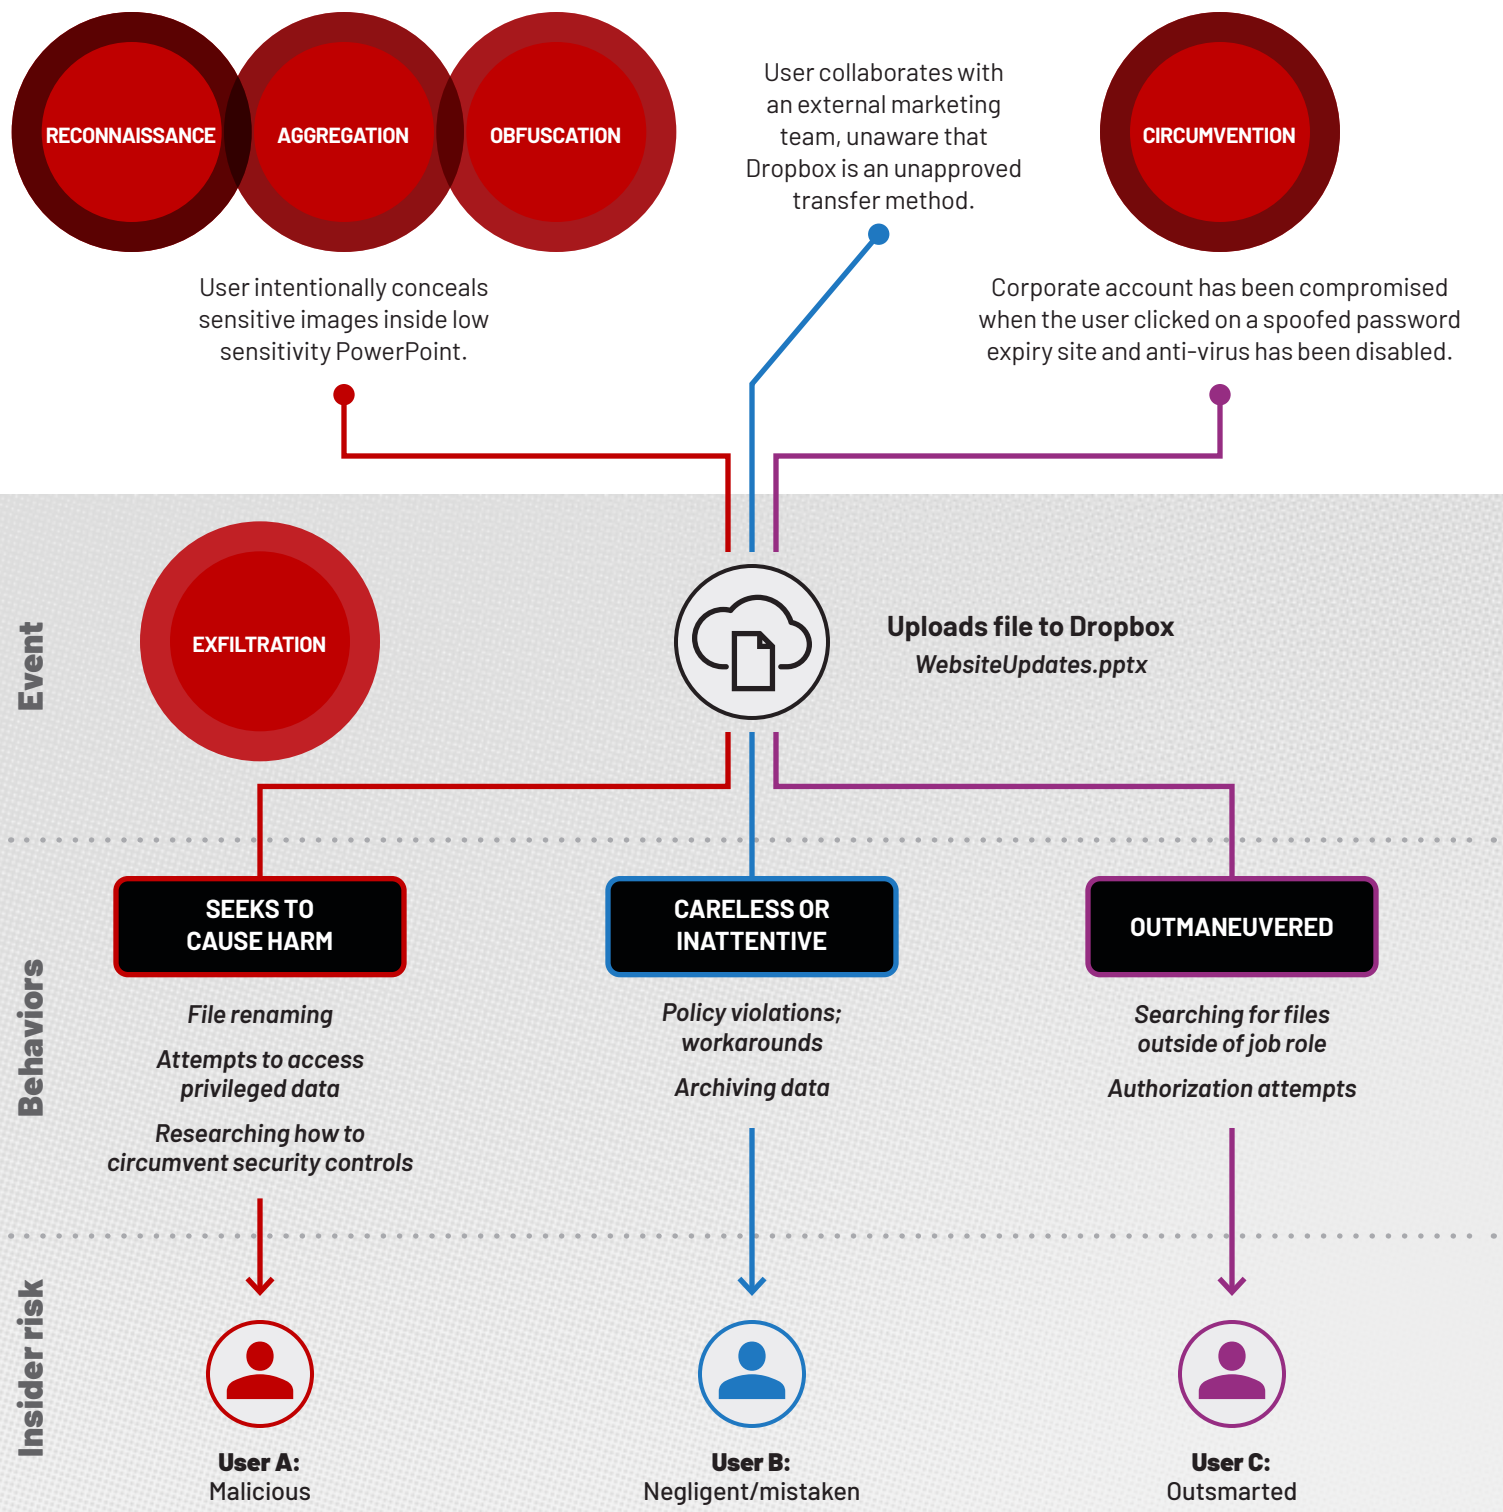 RECONNAISSANCE
AGGREGATION
OBFUSCATION
User intentionally conceals
sensitive images inside low
sensitivity PowerPoint.
User collaborates with
an external marketing
team, unaware that
Dropbox is an unapproved
transfer method.
CIRCUMVENTION
Corporate account has been compromised
when the user clicked on a spoofed password
expiry site and anti-virus has been disabled.
Event
EXFILTRATION
Uploads file to Dropbox
WebsiteUpdates.pptx
Behaviors
SEEKS TO
CAUSE HARM
File renaming
Attempts to access
privileged data
Researching how to
circumvent security controls
CARELESS OR
INATTENTIVE
Policy violations;
workarounds
Archiving data
OUTMANEUVERED
Searching for files
outside of job role
Authorization attempts
Insider risk
User A:
Malicious
User B:
Negligent/mistaken
User C:
Outsmarted